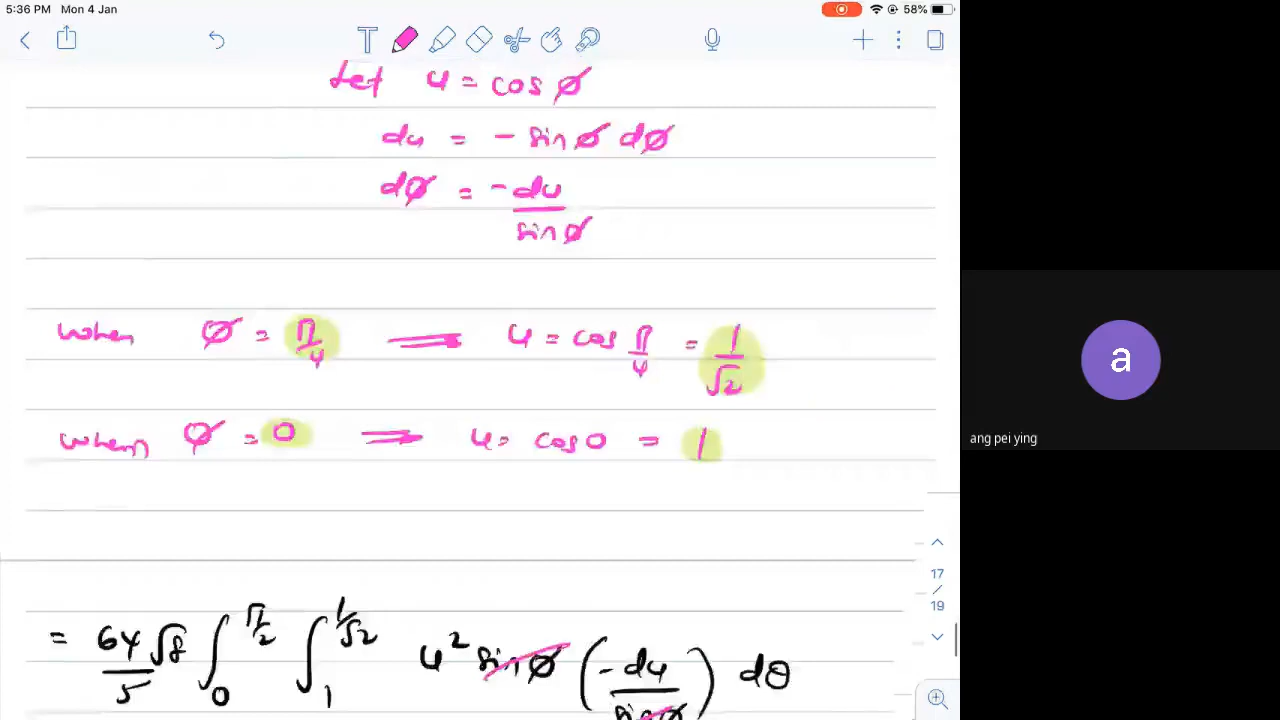 5:36 PM Mon 4 Jan
58%
T
Let u = cos ø
du = - sin ø dø
dø = - du / sin ø
when ø = π/4 ⟹ u = cos π/4 = 1/√2
when ø = 0 ⟹ u = cos 0 = 1
a
ang pei ying
17
/
19
= 64/5 √8 ∫₀^(π/2) ∫₁^(1/√2) u² sin ø (- du / sin ø) dθ